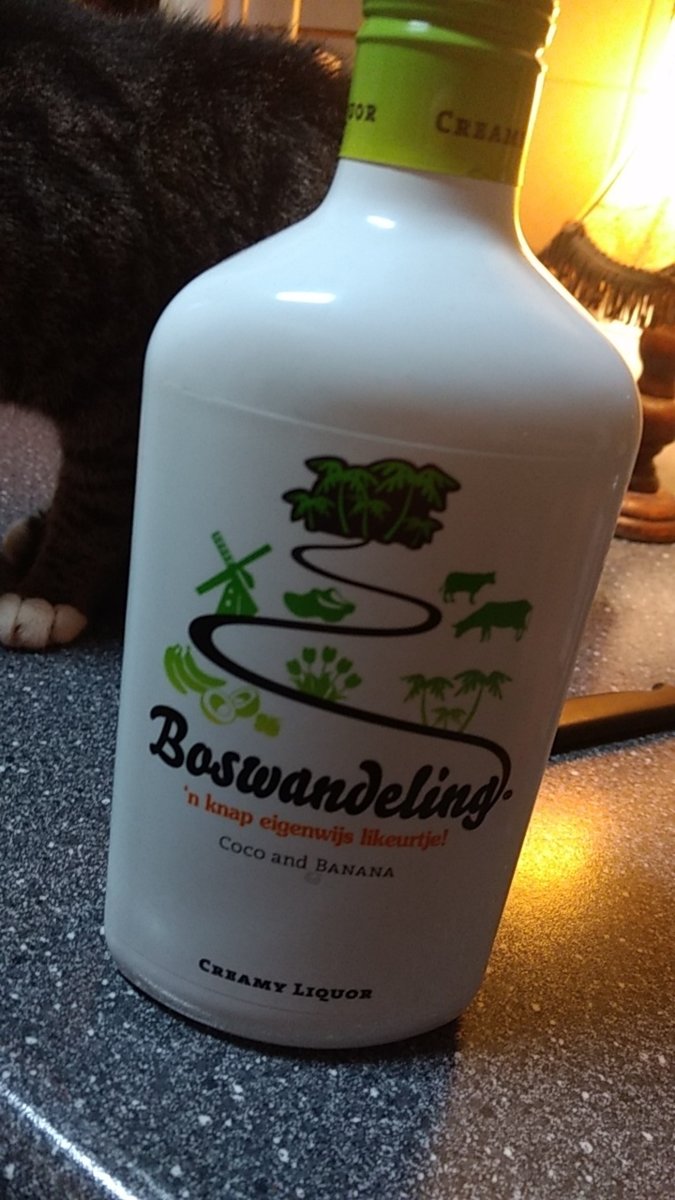 CREAMY
Boswandeling
'n knap eigenwijs likeurtje!
Coco and Banana
Creamy Liquor